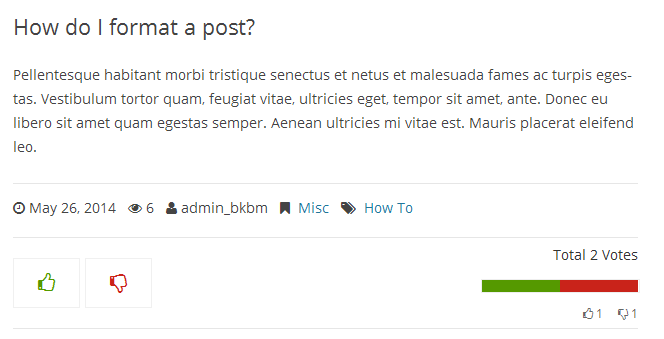 How do I format a post?
Pellentesque habitant morbi tristique senectus et netus et malesuada fames ac turpis eges-
tas. Vestibulum tortor quam, feugiat vitae, ultricies eget, tempor sit amet, ante. Donec eu
libero sit amet quam egestas semper. Aenean ultricies mi vitae est. Mauris placerat eleifend
leo.
May 26, 2014 6 admin_bkbm Misc How To
Total 2 Votes
1 1